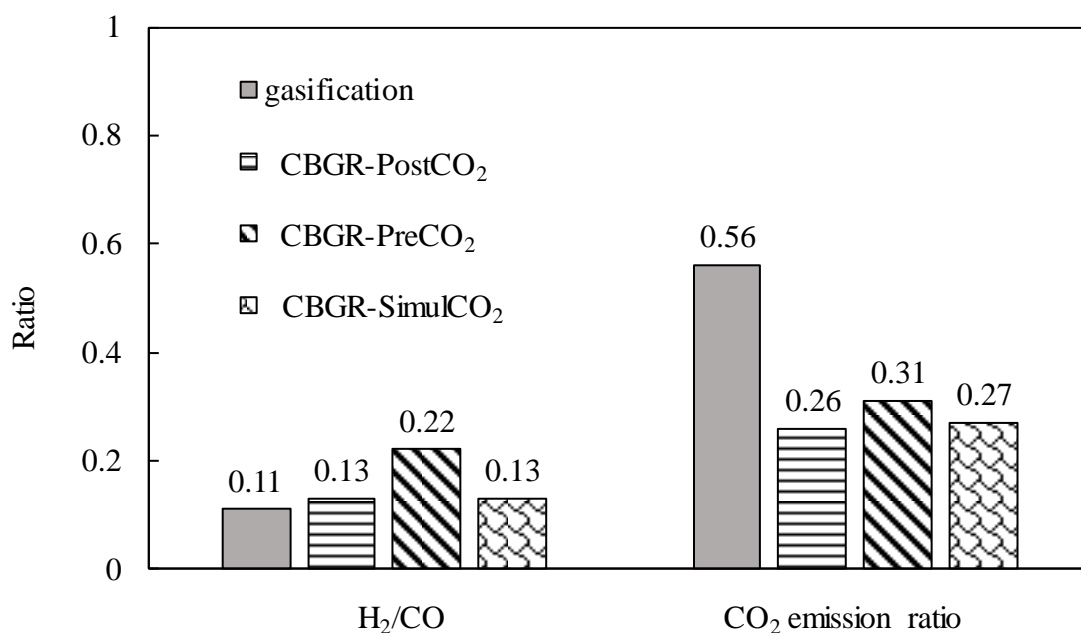 1
0.8
0.6
0.4
0.2
0
Ratio
gasification
CBGR-PostCO₂
CBGR-PreCO₂
CBGR-SimulCO₂
0.11
0.13
0.22
0.13
0.56
0.26
0.31
0.27
H₂/CO
CO₂ emission ratio